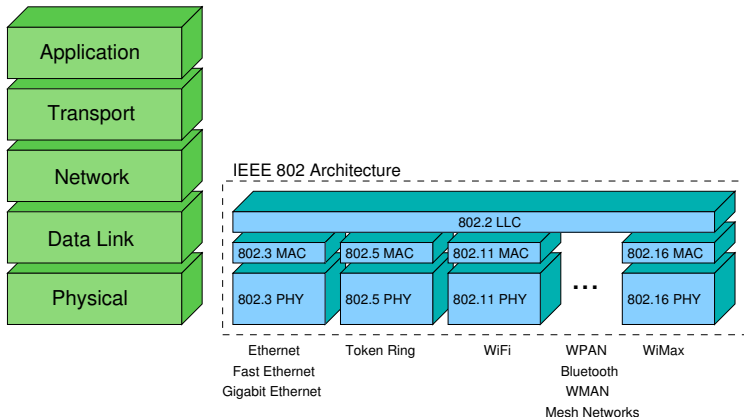 Application
Transport
Network
Data Link
Physical
IEEE 802 Architecture
802.2 LLC
802.3 MAC
802.5 MAC
802.11 MAC
802.16 MAC
802.3 PHY
802.5 PHY
802.11 PHY
...
802.16 PHY
Ethernet
Fast Ethernet
Gigabit Ethernet
Token Ring
WiFi
WPAN
Bluetooth
WMAN
Mesh Networks
WiMax